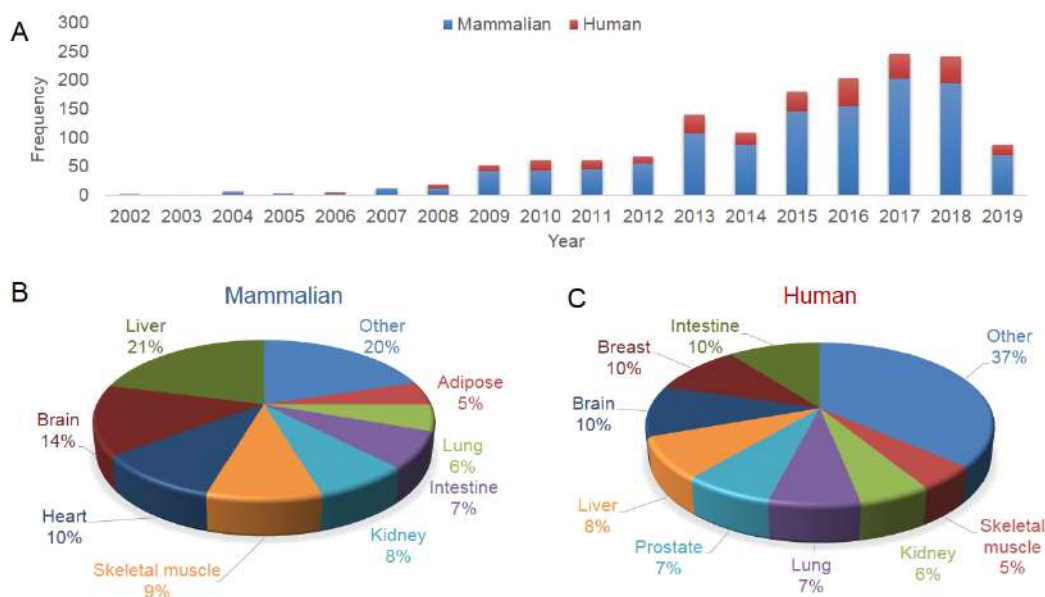 A
Mammalian Human
300
250
200
150
100
50
0
Frequency
2002 2003 2004 2005 2006 2007 2008 2009 2010 2011 2012 2013 2014 2015 2016 2017 2018 2019
Year
B
Mammalian
Liver
21%
Other
20%
Adipose
5%
Lung
6%
Intestine
7%
Kidney
8%
Skeletal muscle
9%
Heart
10%
Brain
14%
C
Human
Intestine
10%
Other
37%
Skeletal
muscle
5%
Kidney
6%
Lung
7%
Prostate
7%
Liver
8%
Brain
10%
Breast
10%